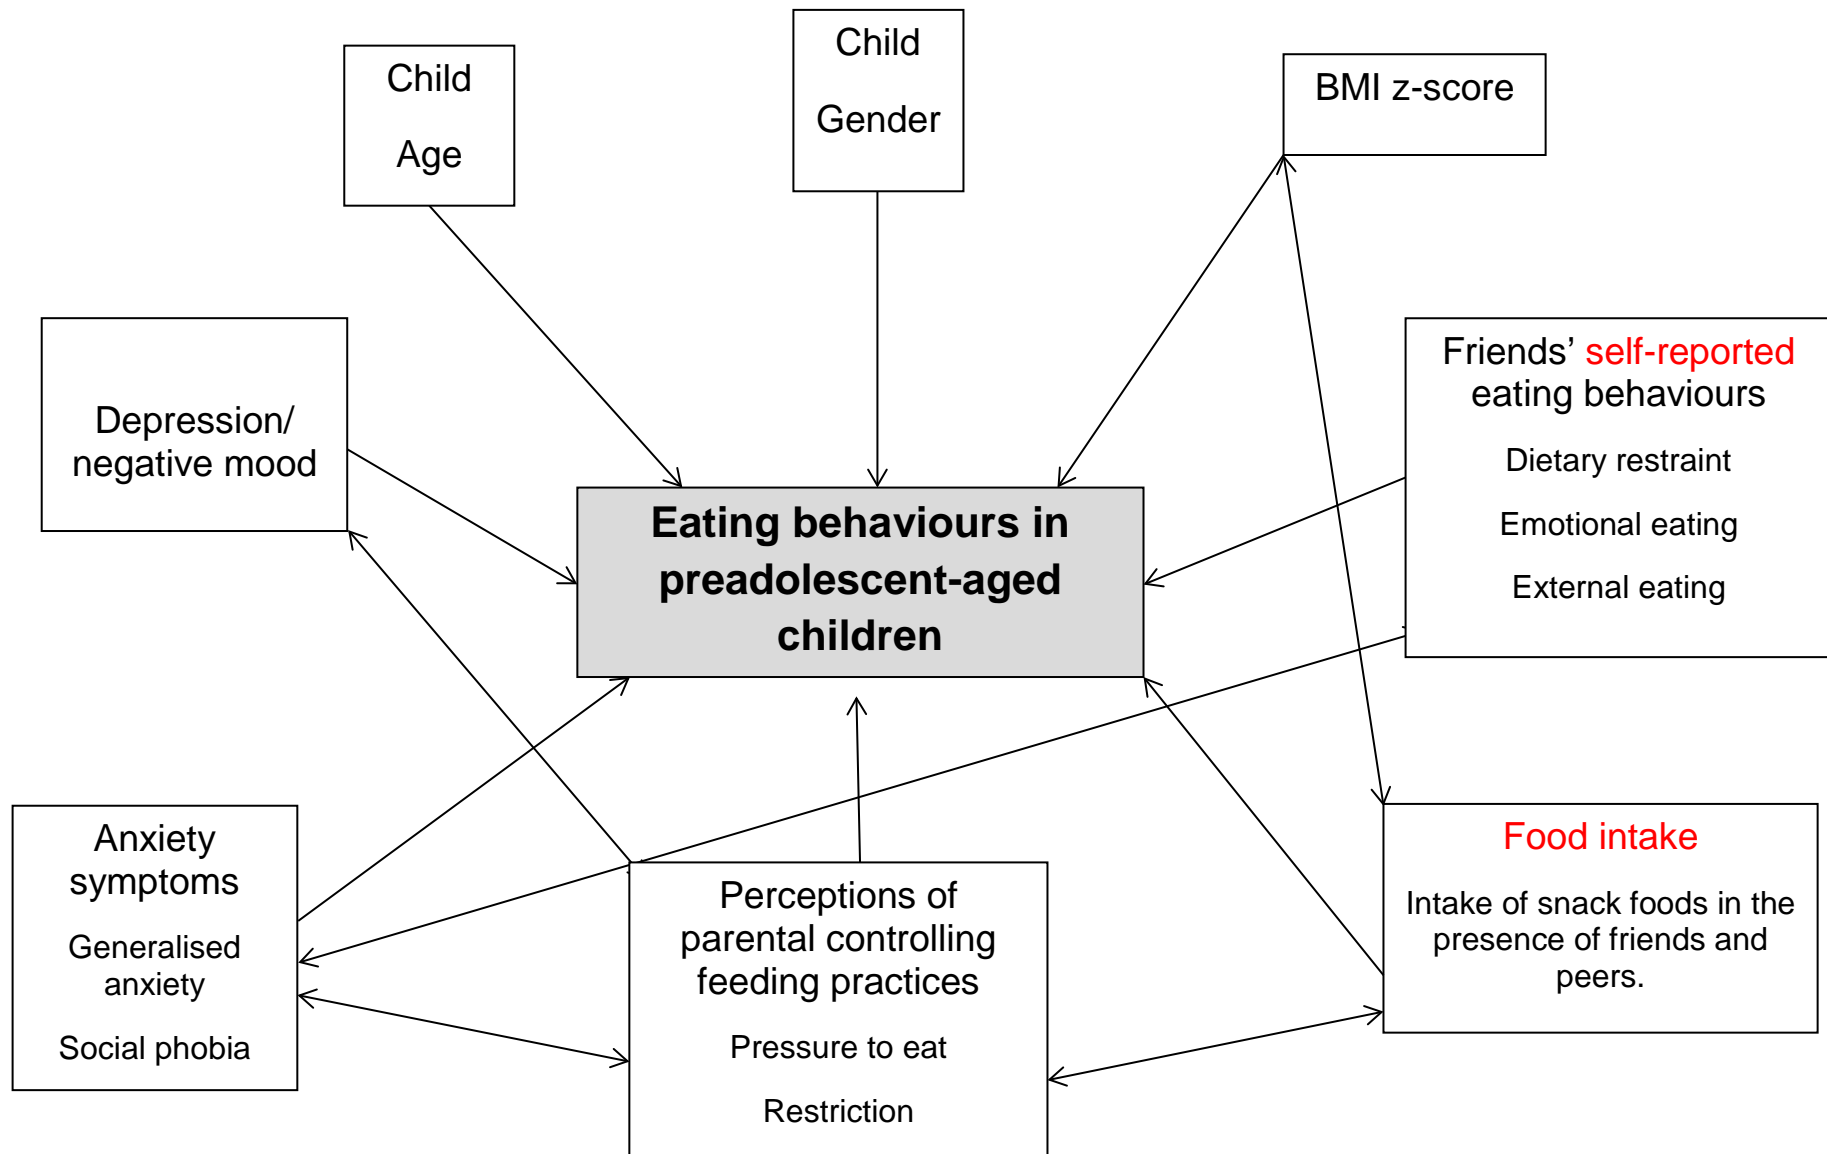 Child
Age
Child
Gender
BMI z-score
Depression/
negative mood
Friends’ self-reported
eating behaviours
Dietary restraint
Emotional eating
External eating
Eating behaviours in
preadolescent-aged
children
Anxiety
symptoms
Generalised
anxiety
Social phobia
Perceptions of
parental controlling
feeding practices
Pressure to eat
Restriction
Food intake
Intake of snack foods in the
presence of friends and
peers.